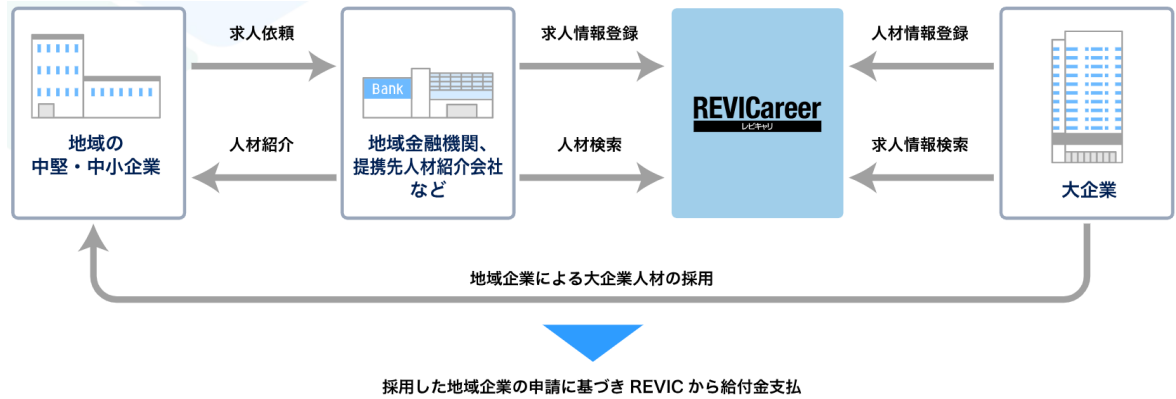 求人依頼
求人情報登録
人材情報登録
Bank
REVICareer
レビキャリ
地域の
中堅・中小企業
人材紹介
地域金融機関、
提携先人材紹介会社
など
人材検索
求人情報検索
大企業
地域企業による大企業人材の採用
採用した地域企業の申請に基づき REVIC から給付金支払